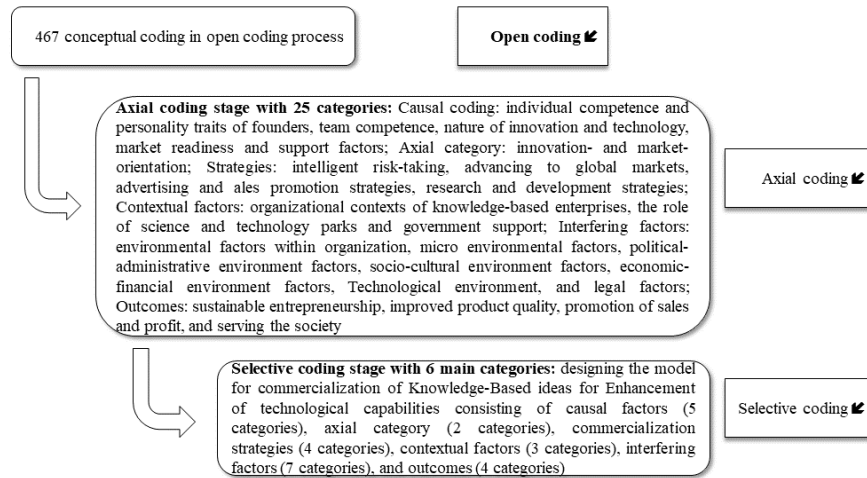 467 conceptual coding in open coding process
Open coding
Axial coding stage with 25 categories: Causal coding: individual competence and
personality traits of founders, team competence, nature of innovation and technology,
market readiness and support factors; Axial category: innovation- and market-
orientation; Strategies: intelligent risk-taking, advancing to global markets,
advertising and ales promotion strategies, research and development strategies;
Contextual factors: organizational contexts of knowledge-based enterprises, the role
of science and technology parks and government support; Interfering factors:
environmental factors within organization, micro environmental factors, political-
administrative environment factors, socio-cultural environment factors, economic-
financial environment factors, Technological environment, and legal factors;
Outcomes: sustainable entrepreneurship, improved product quality, promotion of sales
and profit, and serving the society
Axial coding
Selective coding stage with 6 main categories: designing the model
for commercialization of Knowledge-Based ideas for Enhancement
of technological capabilities consisting of causal factors (5
categories), axial category (2 categories), commercialization
strategies (4 categories), contextual factors (3 categories), interfering
factors (7 categories), and outcomes (4 categories)
Selective coding